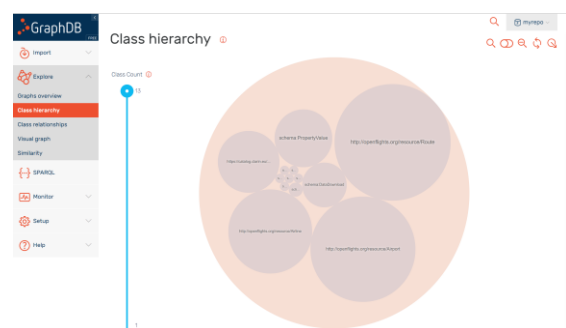 GraphDB
FREE
myrepo
Import
Class hierarchy
Explore
Class Count
13
Graphs overview
Class hierarchy
Class relationships
Visual graph
Similarity
SPARQL
Monitor
Setup
Help
schema:PropertyValue
http://openflights.org/resource/Route
schema:DataDownload
http://openflights.org/resource/Airline
http://openflights.org/resource/Airport
1